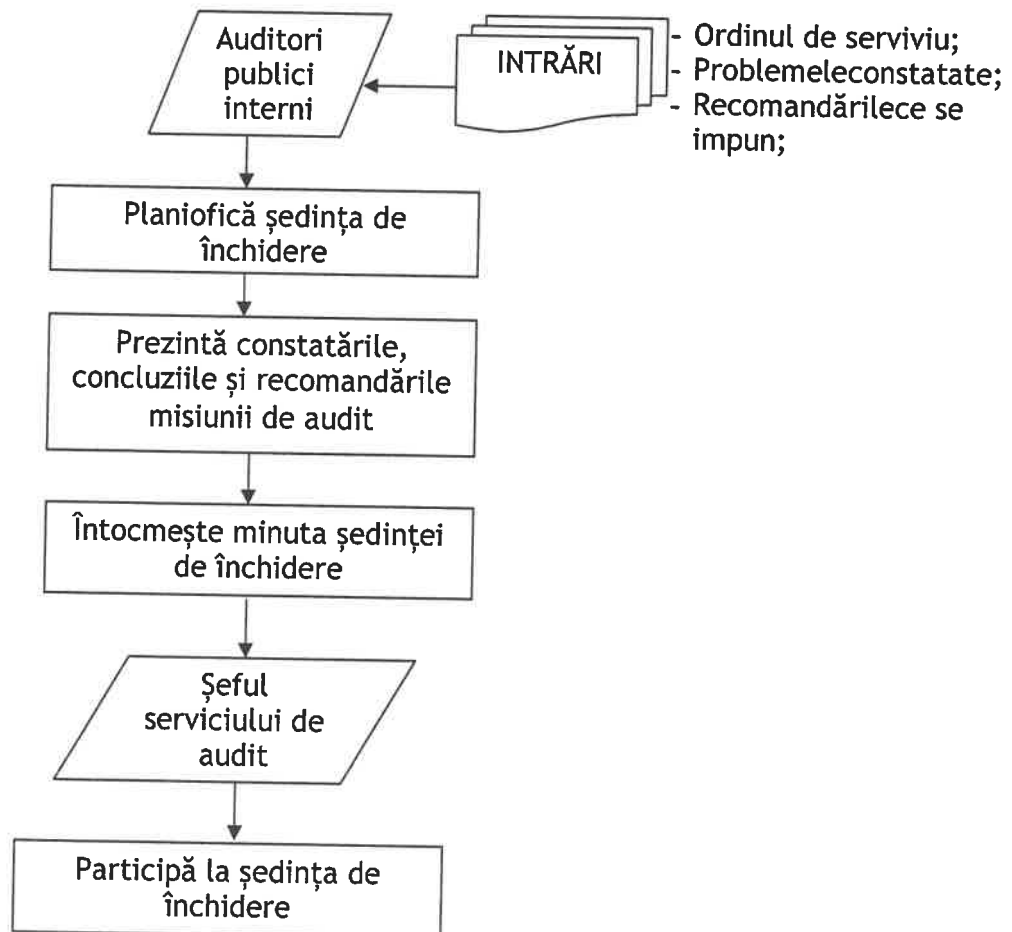 Auditori
publici
interni
INTRĂRI
- Ordinul de serviviu;
- Problemeleconstatate;
- Recomandărilece se
impun;
Planiofică ședința de
închidere
Prezintă constatările,
concluziile și recomandările
misiunii de audit
Întocmește minuta ședinței
de închidere
Șeful
serviciului de
audit
Participă la ședința de
închidere